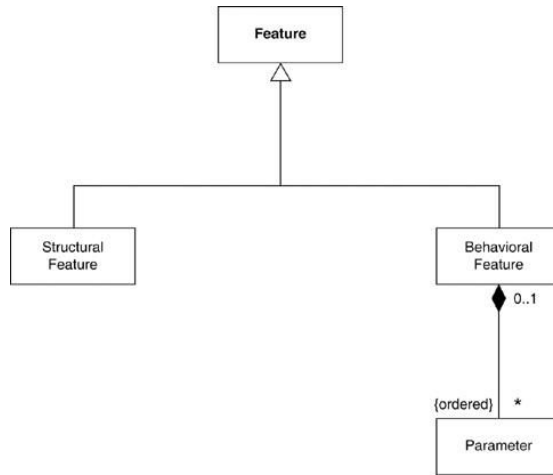 Feature
Structural
Feature
Behavioral
Feature
0..1
{ordered} *
Parameter